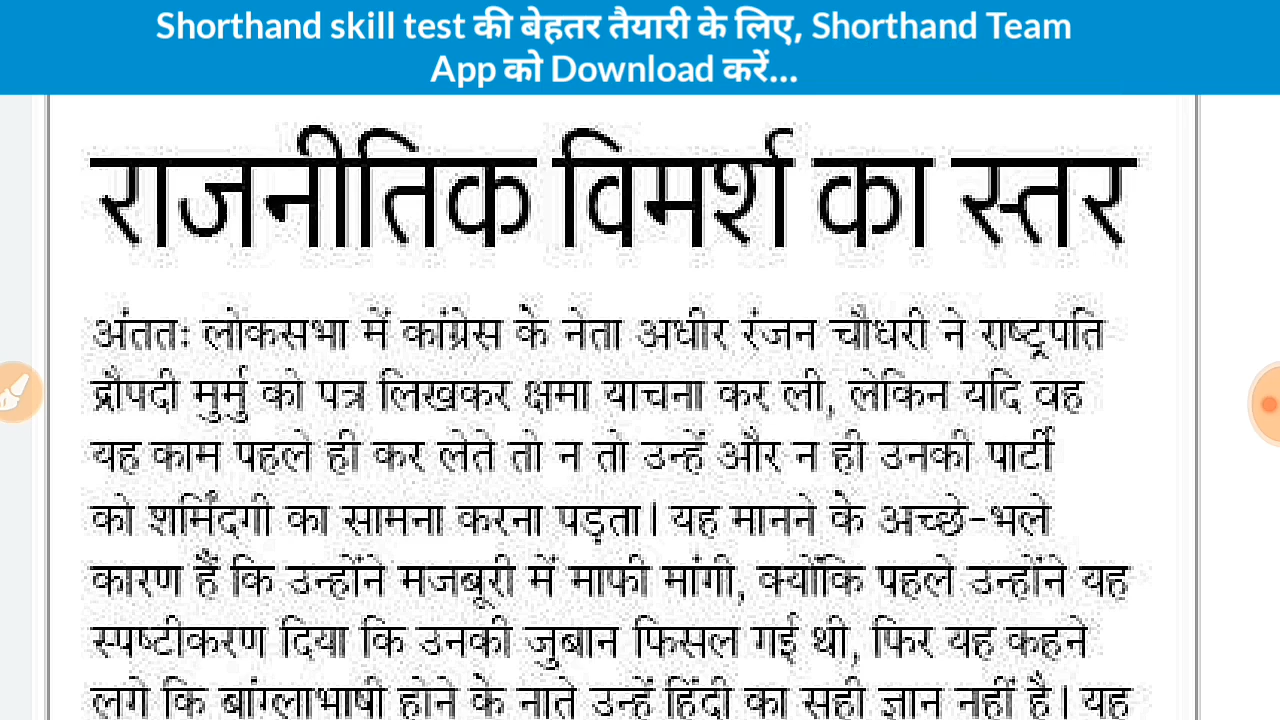 Shorthand skill test की बेहतर तैयारी के लिए, Shorthand Team
App को Download करें...
राजनीतिक विमर्श का स्तर
अंततः लोकसभा में कांग्रेस के नेता अधीर रंजन चौधरी ने राष्ट्रपति
द्रौपदी मुर्मु को पत्र लिखकर क्षमा याचना कर ली, लेकिन यदि वह
यह काम पहले ही कर लेते तो न तो उन्हें और न ही उनकी पार्टी
को शर्मिंदगी का सामना करना पड़ता। यह मानने के अच्छे-भले
कारण हैं कि उन्होंने मजबूरी में माफी मांगी, क्योंकि पहले उन्होंने यह
स्पष्टीकरण दिया कि उनकी जुबान फिसल गई थी, फिर यह कहने
लगे कि बांग्लाभाषी होने के नाते उन्हें हिंदी का सही ज्ञान नहीं है। यह